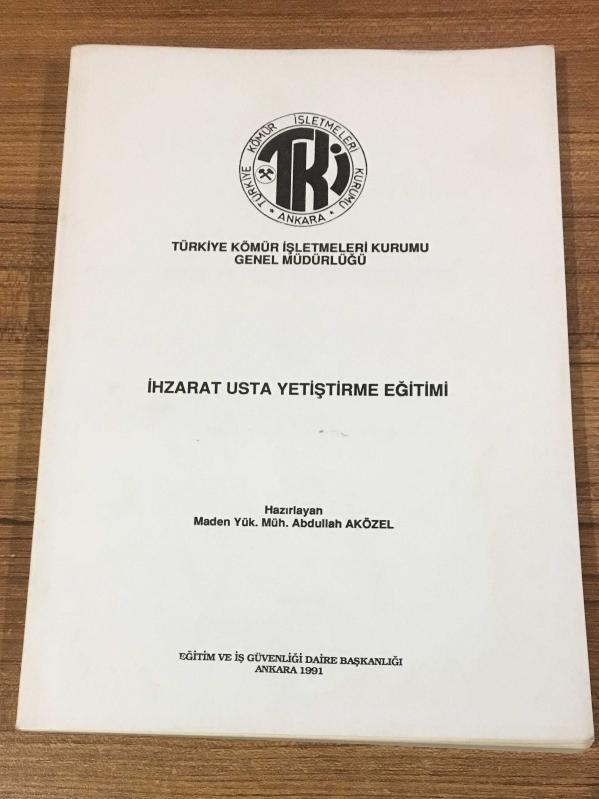 TÜRKİYE KÖMÜR İŞLETMELERİ KURUMU
* ANKARA *
TKİ
TÜRKİYE KÖMÜR İŞLETMELERİ KURUMU
GENEL MÜDÜRLÜĞÜ
İHZARAT USTA YETİŞTİRME EĞİTİMİ
Hazırlayan
Maden Yük. Müh. Abdullah AKÖZEL
EĞİTİM VE İŞ GÜVENLİĞİ DAİRE BAŞKANLIĞI
ANKARA 1991